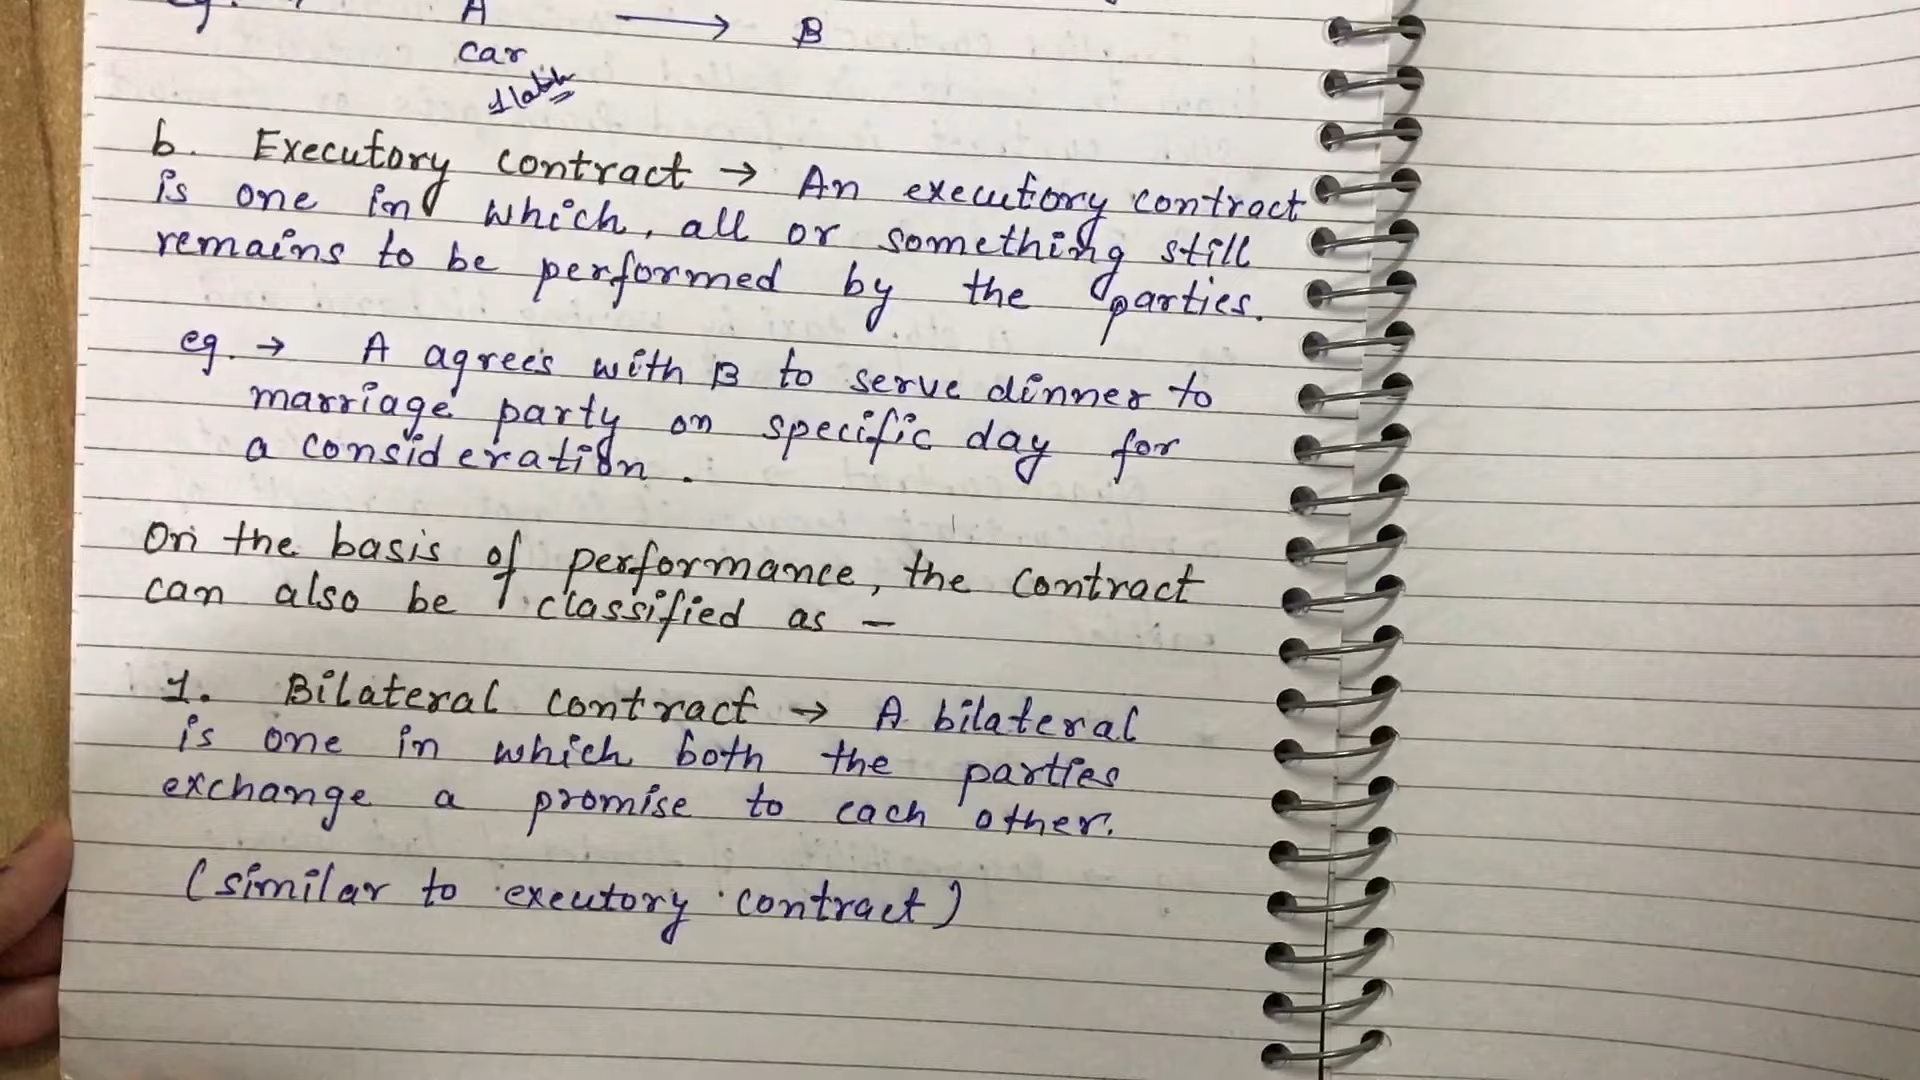 A → B
car
1 lakh
b. Executory contract → An executory contract
is one in which, all or something still
remains to be performed by the parties.
eg. → A agrees with B to serve dinner to
marriage party on specific day for
a consideration.
On the basis of performance, the contract
can also be classified as –
1. Bilateral contract → A bilateral
is one in which both the parties
exchange a promise to each other.
(similar to executory contract)